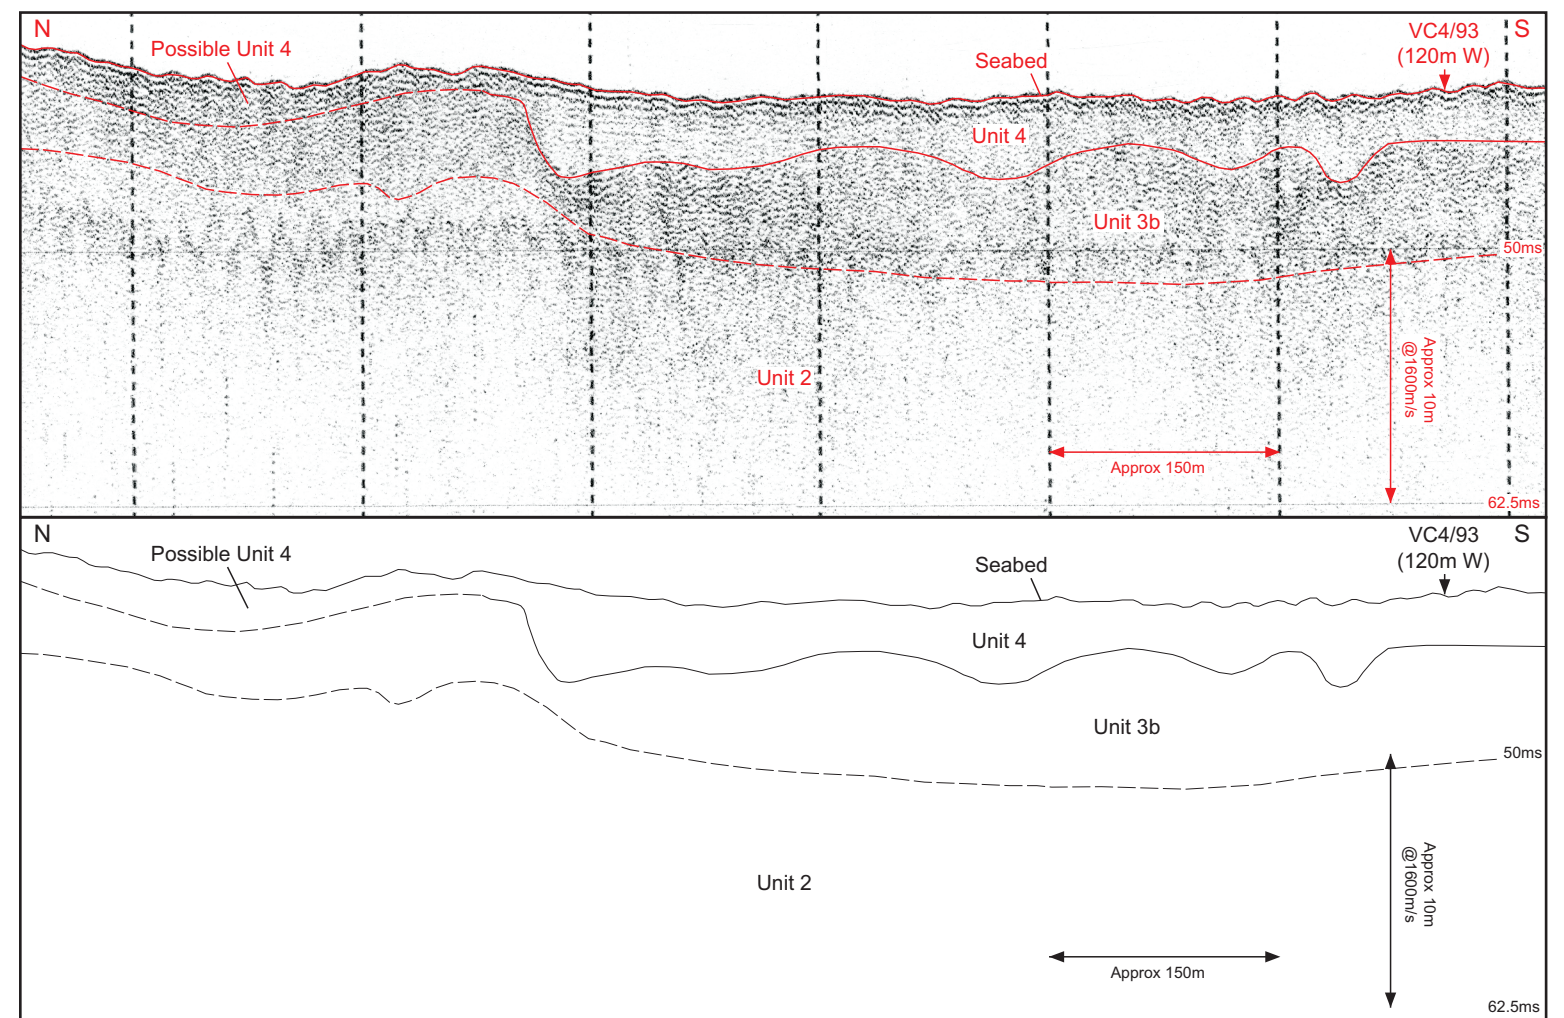 N
Possible Unit 4
Seabed
VC4/93
(120m W)
S
Unit 4
Unit 3b
50ms
Unit 2
Approx 10m
@1600m/s
Approx 150m
62.5ms
N
Possible Unit 4
Seabed
VC4/93
(120m W)
S
Unit 4
Unit 3b
50ms
Unit 2
Approx 10m
@1600m/s
Approx 150m
62.5ms